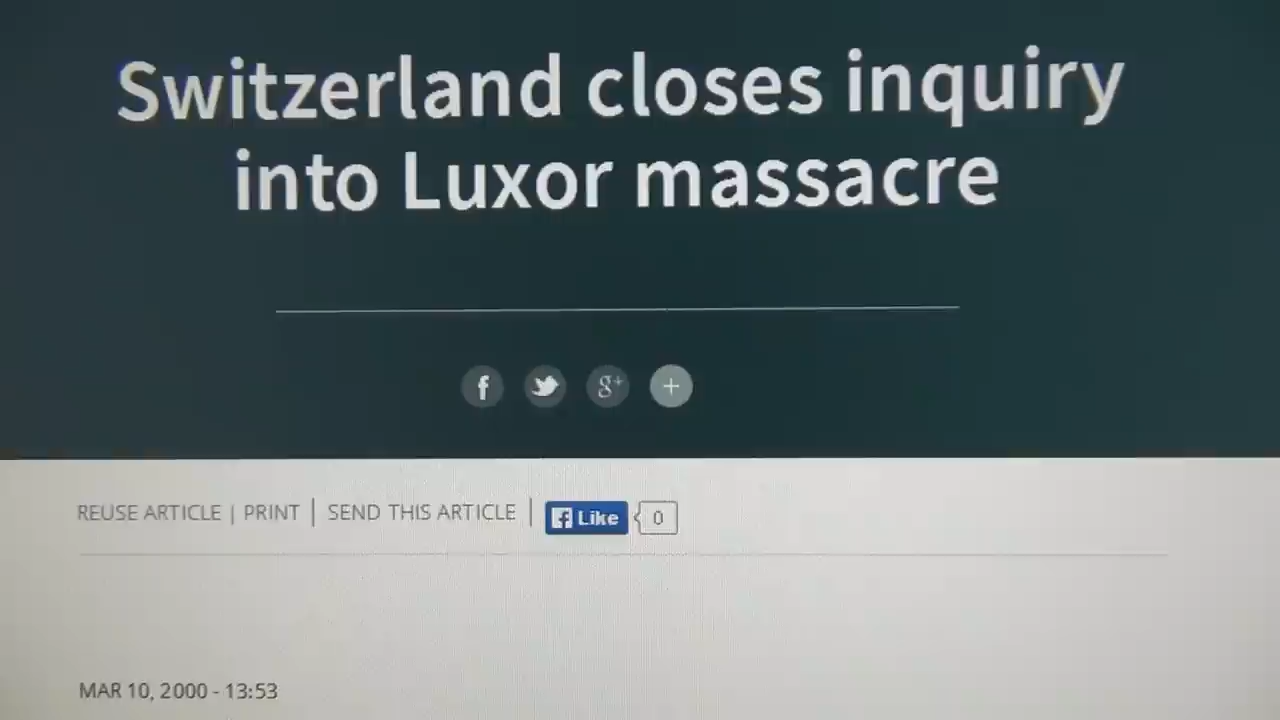 Switzerland closes inquiry
into Luxor massacre
f g+ +
REUSE ARTICLE | PRINT | SEND THIS ARTICLE | f Like 0
MAR 10, 2000 - 13:53